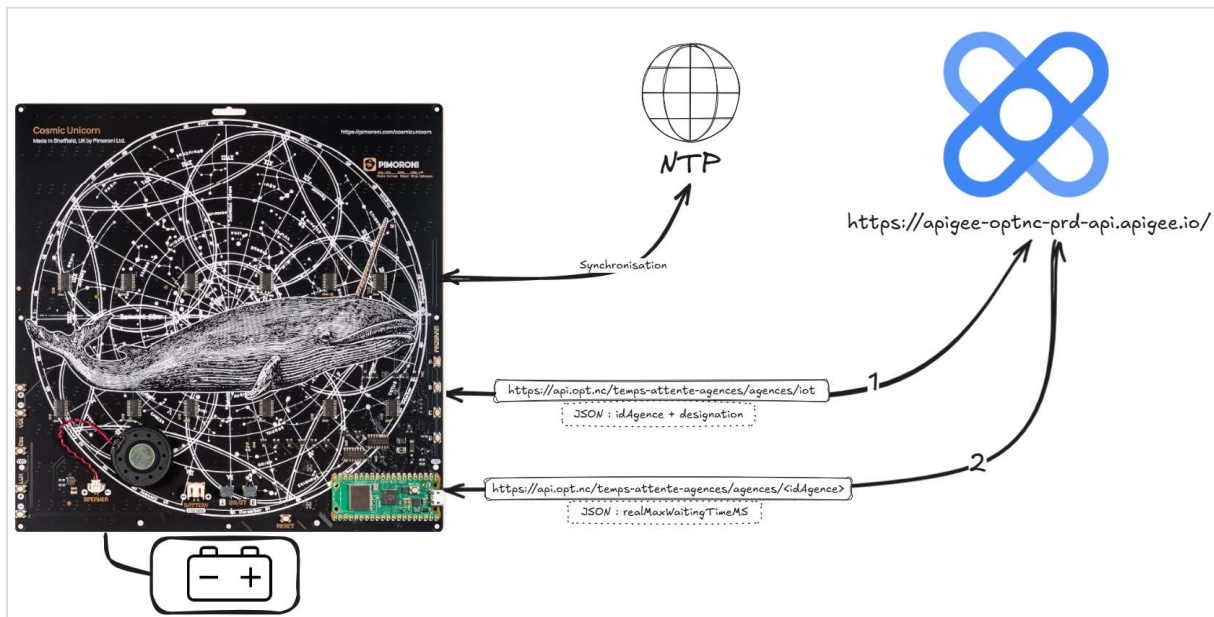 Cosmic Unicorn
Made in Sheffield, UK by Pimoroni Ltd.
https://pimoroni.com/cosmicunicorn
PIMORONI
NTP
https://apigee-optnc-prd-api.apigee.io/
Synchronisation
1
https://api.opt.nc/temps-attente-agences/agences/iot
JSON : idAgence + designation
2
https://api.opt.nc/temps-attente-agences/agences/<idAgence>
JSON : realMaxWaitingTimeMS
SPEAKER
BATTERY
RESET